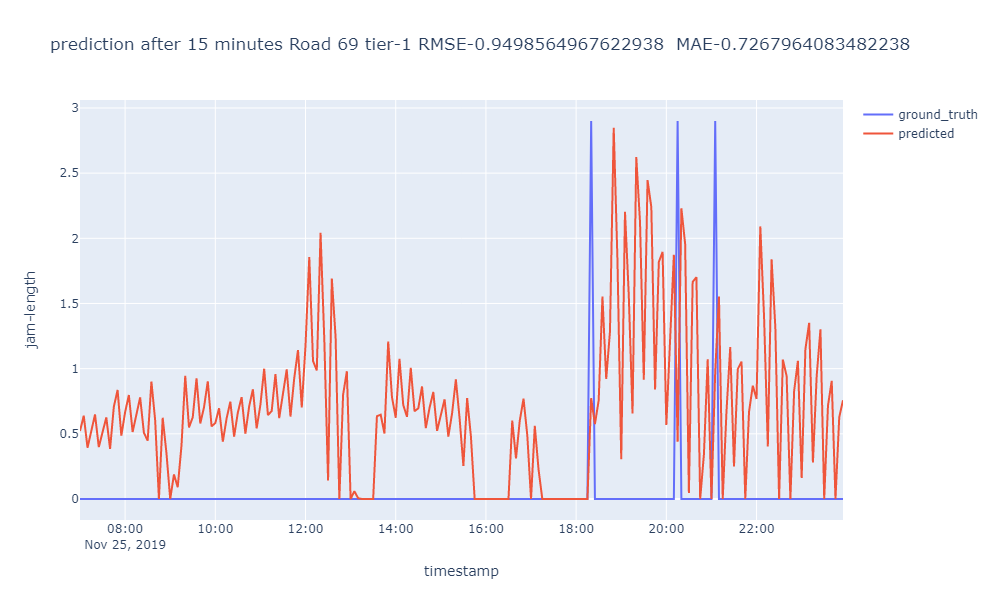 prediction after 15 minutes Road 69 tier-1 RMSE-0.9498564967622938  MAE-0.7267964083482238
ground_truth
predicted
3
2.5
2
1.5
1
0.5
0
jam-length
08:00 10:00 12:00 14:00 16:00 18:00 20:00 22:00
Nov 25, 2019
timestamp